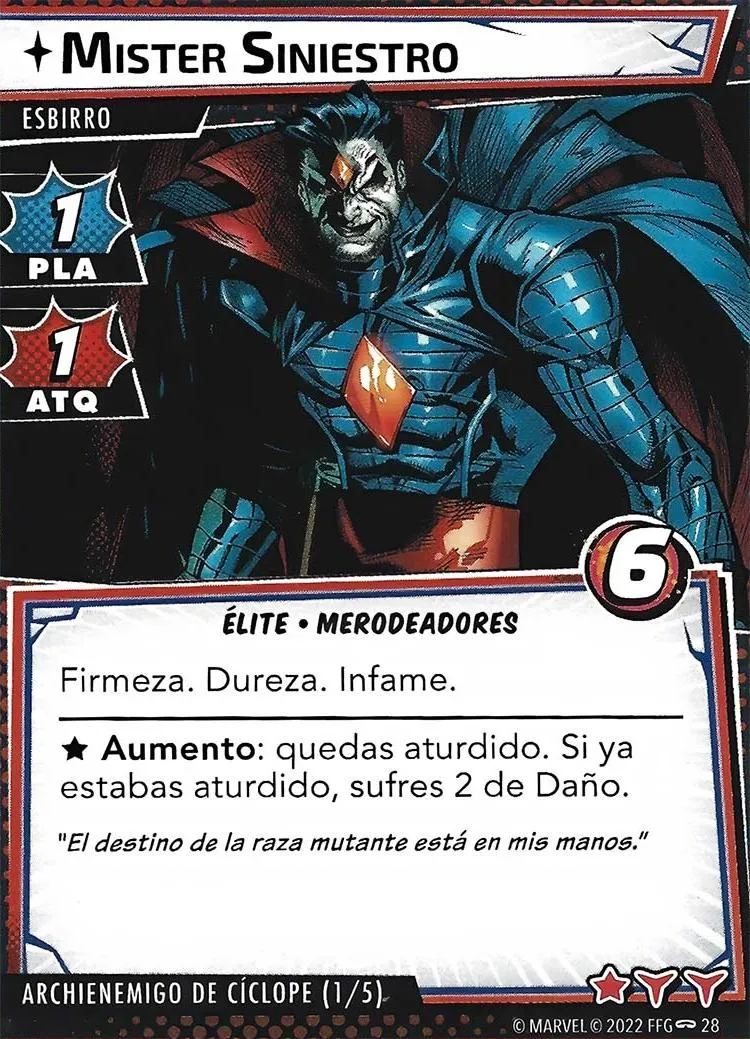 MISTER SINIESTRO
ESBIRRO
1
PLA
1
ATQ
6
ÉLITE • MERODEADORES
Firmeza. Dureza. Infame.
★ Aumento: quedas aturdido. Si ya
estabas aturdido, sufres 2 de Daño.
"El destino de la raza mutante está en mis manos."
ARCHIENEMIGO DE CÍCLOPE (1/5)
© MARVEL © 2022 FFG 28